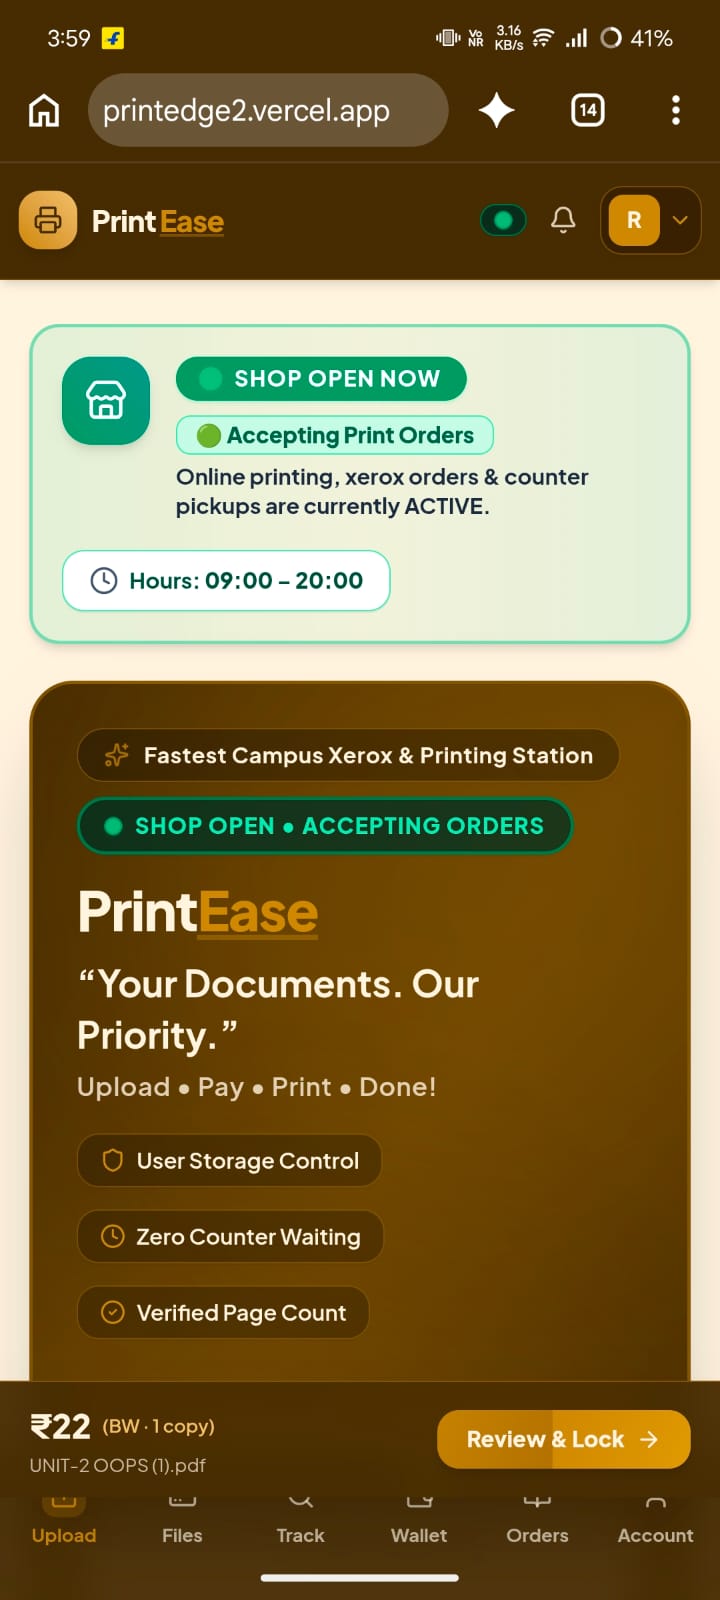 3:59
Vo NR
3.16 KB/s
41%
printedge2.vercel.app
14
PrintEase
R
SHOP OPEN NOW
Accepting Print Orders
Online printing, xerox orders & counter
pickups are currently ACTIVE.
Hours: 09:00 – 20:00
Fastest Campus Xerox & Printing Station
SHOP OPEN ● ACCEPTING ORDERS
PrintEase
“Your Documents. Our
Priority.”
Upload ● Pay ● Print ● Done!
User Storage Control
Zero Counter Waiting
Verified Page Count
₹22 (BW · 1 copy)
UNIT-2 OOPS (1).pdf
Review & Lock →
Upload Files Track Wallet Orders Account